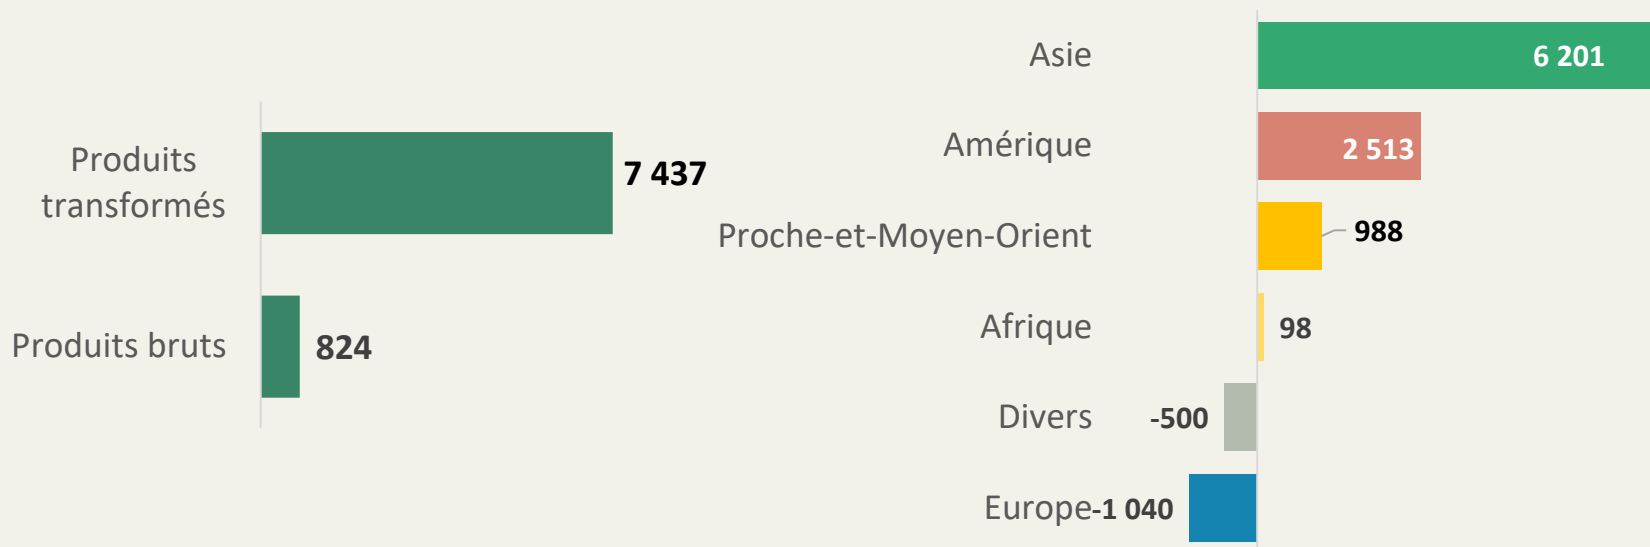 Produits
transformés
7 437
Produits bruts
824
Asie
6 201
Amérique
2 513
Proche-et-Moyen-Orient
988
Afrique
98
Divers
-500
Europe
-1 040